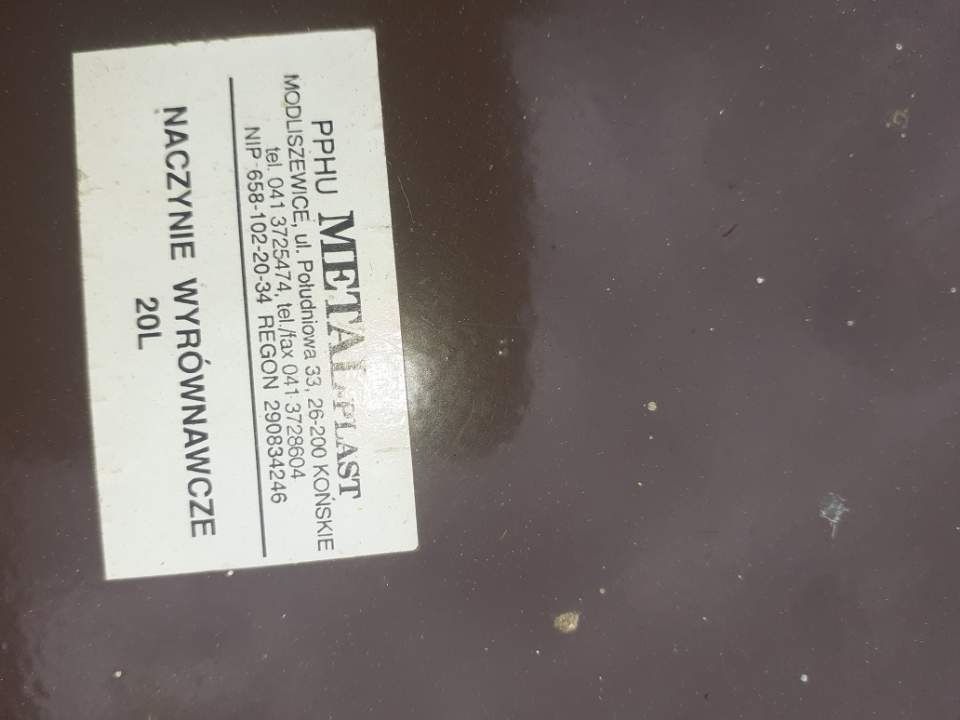 PPHU METAL-PLAST
MODLISZEWICE, ul. Południowa 33, 26-200 KOŃSKIE
tel. 041 3725474, tel./fax 041 3728604
NIP 658-102-20-34 REGON 290834246
NACZYNIE WYRÓWNAWCZE
20L